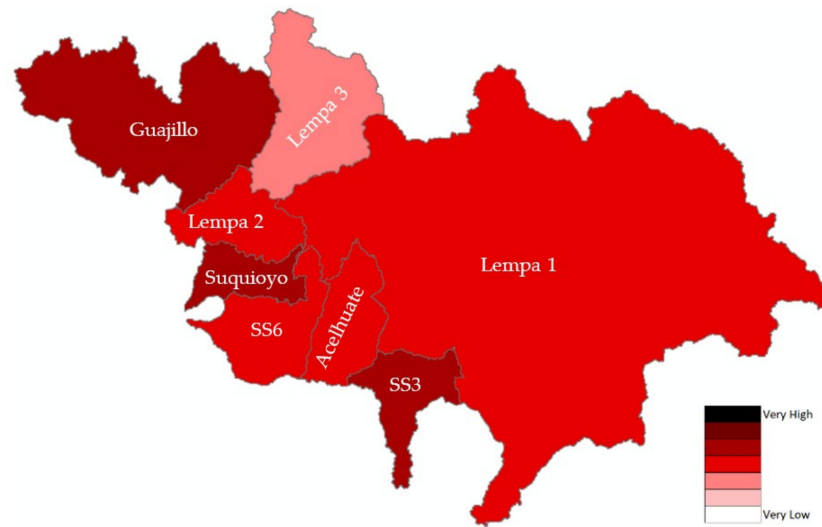 Guajillo
Lempa 3
Lempa 2
Lempa 1
Suquioyo
SS6
Acelhuate
SS3
Very High
Very Low